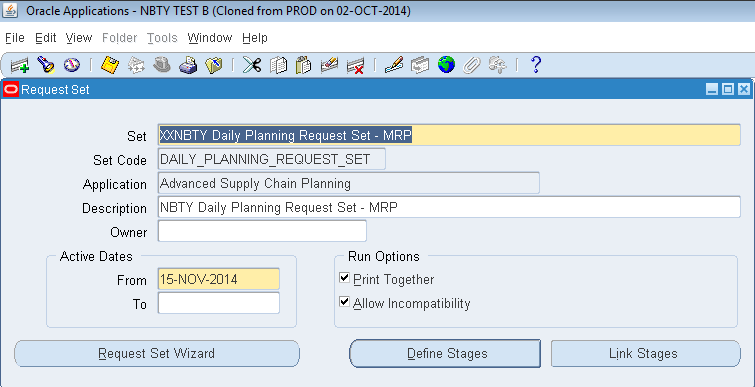 Oracle Applications - NBTY TEST B (Cloned from PROD on 02-OCT-2014)
File Edit View Folder Tools Window Help
Request Set
Set XXNBTY Daily Planning Request Set - MRP
Set Code DAILY_PLANNING_REQUEST_SET
Application Advanced Supply Chain Planning
Description NBTY Daily Planning Request Set - MRP
Owner
Active Dates Run Options
From 15-NOV-2014 Print Together
To Allow Incompatibility
Request Set Wizard Define Stages Link Stages